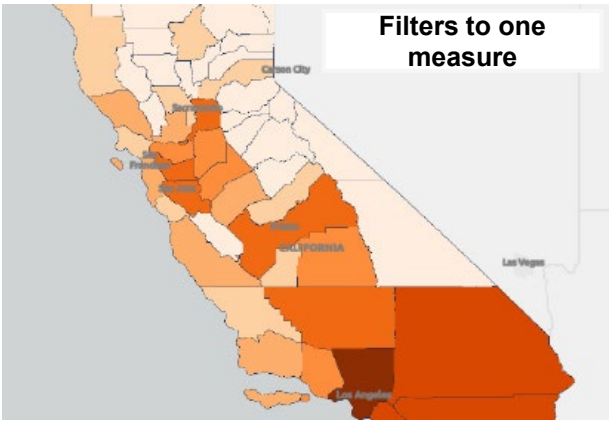 Filters to one
measure
Carson City
Sacramento
San
Francisco
San Jose
Fresno
CALIFORNIA
Las Vegas
Los Angeles